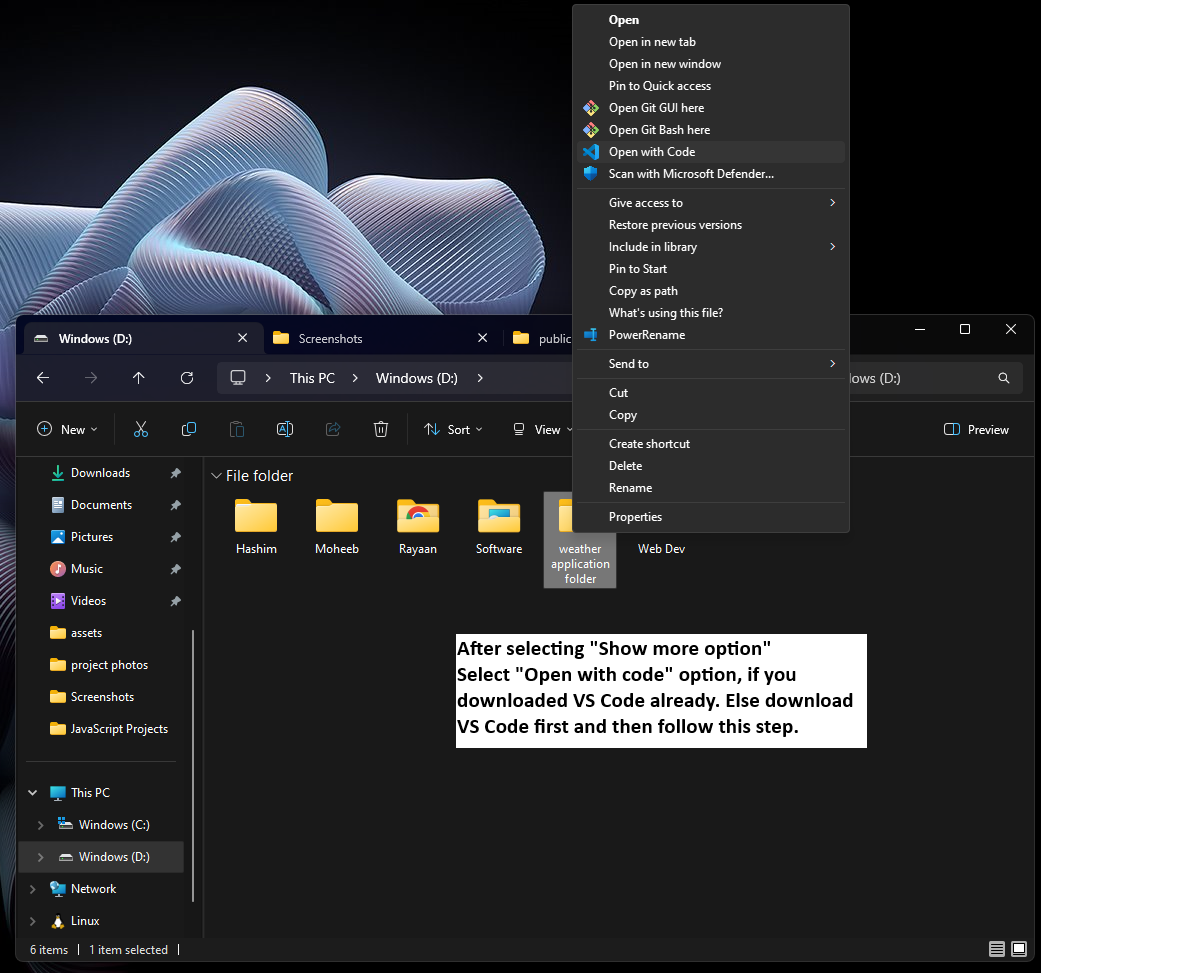 Open
Open in new tab
Open in new window
Pin to Quick access
Open Git GUI here
Open Git Bash here
Open with Code
Scan with Microsoft Defender...
Give access to
Restore previous versions
Include in library
Pin to Start
Copy as path
What's using this file?
PowerRename
Send to
Cut
Copy
Create shortcut
Delete
Rename
Properties
Windows (D:)
Screenshots
public
This PC
Windows (D:)
dows (D:)
New
Sort
View
Preview
Downloads
Documents
Pictures
Music
Videos
assets
project photos
Screenshots
JavaScript Projects
This PC
Windows (C:)
Windows (D:)
Network
Linux
File folder
Hashim
Moheeb
Rayaan
Software
weather
application
folder
Web Dev
After selecting "Show more option"
Select "Open with code" option, if you
downloaded VS Code already. Else download
VS Code first and then follow this step.
6 items
1 item selected